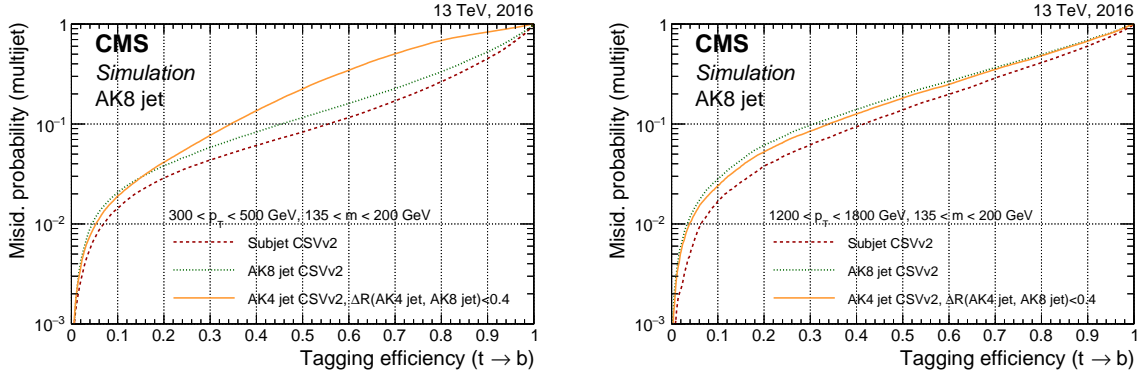 13 TeV, 2016
CMS
Simulation
AK8 jet
Misid. probability (multijet)
1
10⁻¹
10⁻²
10⁻³
300 < p_T < 500 GeV, 135 < m < 200 GeV
Subjet CSVv2
AK8 jet CSVv2
AK4 jet CSVv2, ΔR(AK4 jet, AK8 jet)<0.4
0 0.1 0.2 0.3 0.4 0.5 0.6 0.7 0.8 0.9 1
Tagging efficiency (t → b)
13 TeV, 2016
CMS
Simulation
AK8 jet
Misid. probability (multijet)
1
10⁻¹
10⁻²
10⁻³
1200 < p_T < 1800 GeV, 135 < m < 200 GeV
Subjet CSVv2
AK8 jet CSVv2
AK4 jet CSVv2, ΔR(AK4 jet, AK8 jet)<0.4
0 0.1 0.2 0.3 0.4 0.5 0.6 0.7 0.8 0.9 1
Tagging efficiency (t → b)